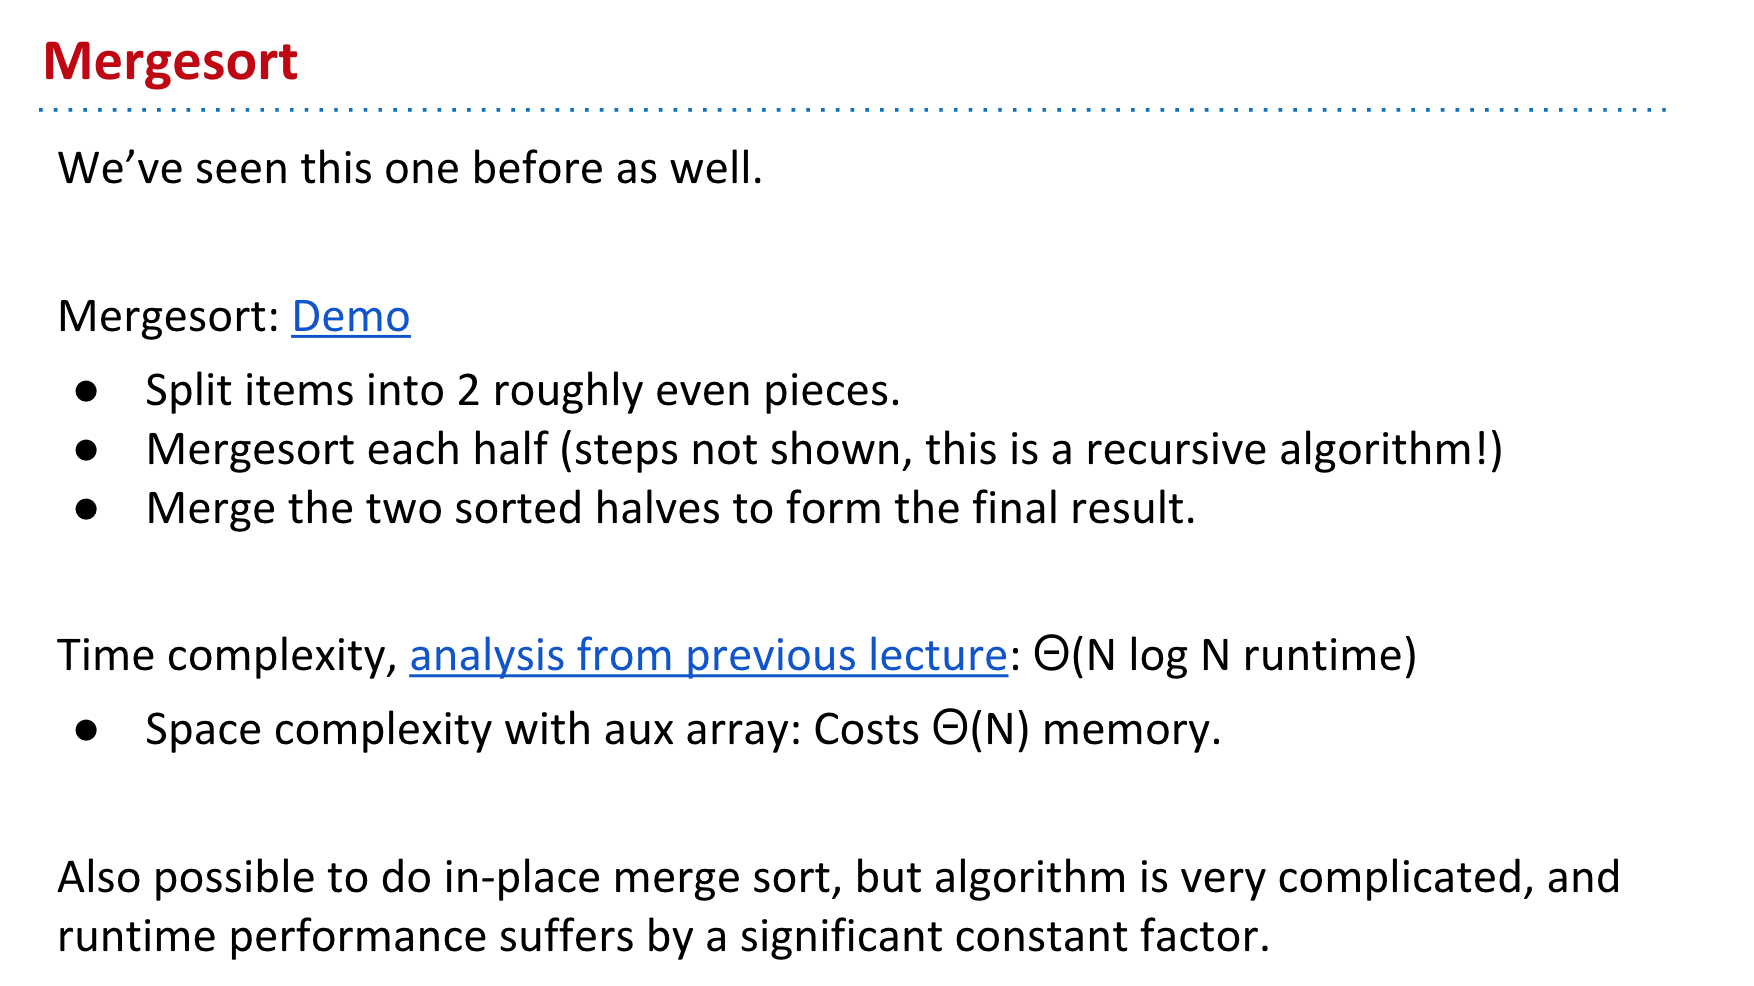 Mergesort
We’ve seen this one before as well.
Mergesort: Demo
● Split items into 2 roughly even pieces.
● Mergesort each half (steps not shown, this is a recursive algorithm!)
● Merge the two sorted halves to form the final result.
Time complexity, analysis from previous lecture: Θ(N log N runtime)
● Space complexity with aux array: Costs Θ(N) memory.
Also possible to do in-place merge sort, but algorithm is very complicated, and
runtime performance suffers by a significant constant factor.